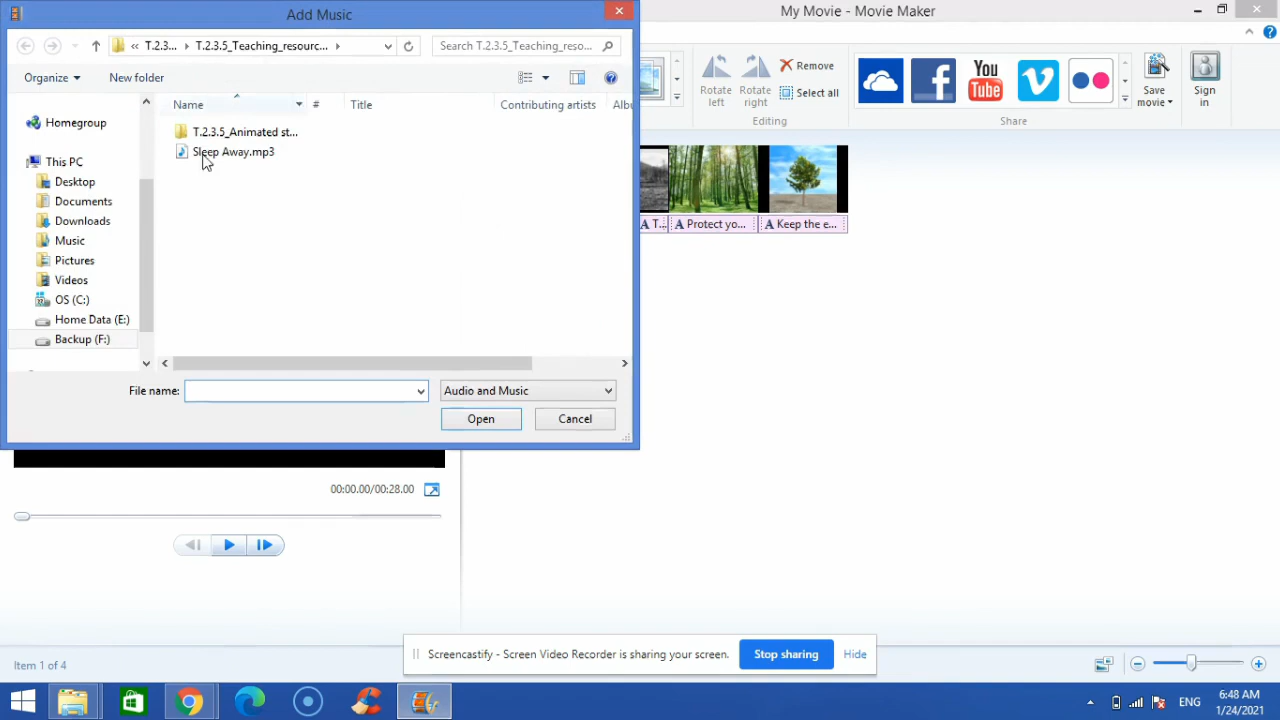 Add Music
My Movie - Movie Maker
T.2.3... T.2.3.5_Teaching_resourc...
Search T.2.3.5_Teaching_reso...
Organize
New folder
Name
#
Title
Contributing artists
Albu
Homegroup
This PC
Desktop
Documents
Downloads
Music
Pictures
Videos
OS (C:)
Home Data (E:)
Backup (F:)
T.2.3.5_Animated st...
Sleep Away.mp3
File name:
Audio and Music
Open
Cancel
Rotate left
Rotate right
Remove
Select all
Editing
You Tube
Save movie
Sign in
Share
A T...
A Protect yo...
A Keep the e...
00:00.00/00:28.00
Screencastify - Screen Video Recorder is sharing your screen.
Stop sharing
Hide
Item 1 of 4
ENG
6:48 AM
1/24/2021